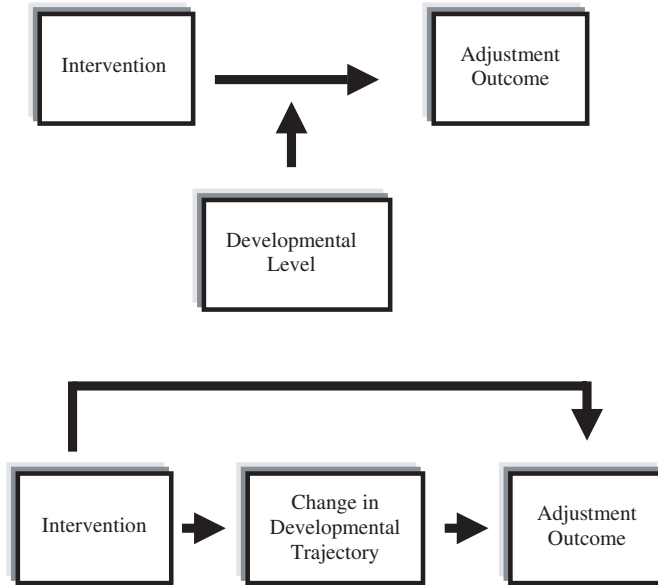 Intervention
Adjustment
Outcome
Developmental
Level
Intervention
Change in
Developmental
Trajectory
Adjustment
Outcome